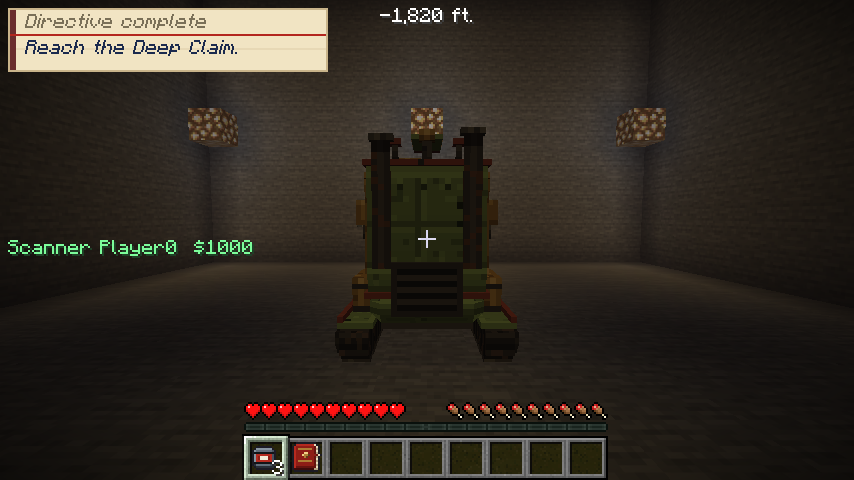 Directive complete
-1,820 ft.
Reach the Deep Claim.
Scanner Player0 $1000
3